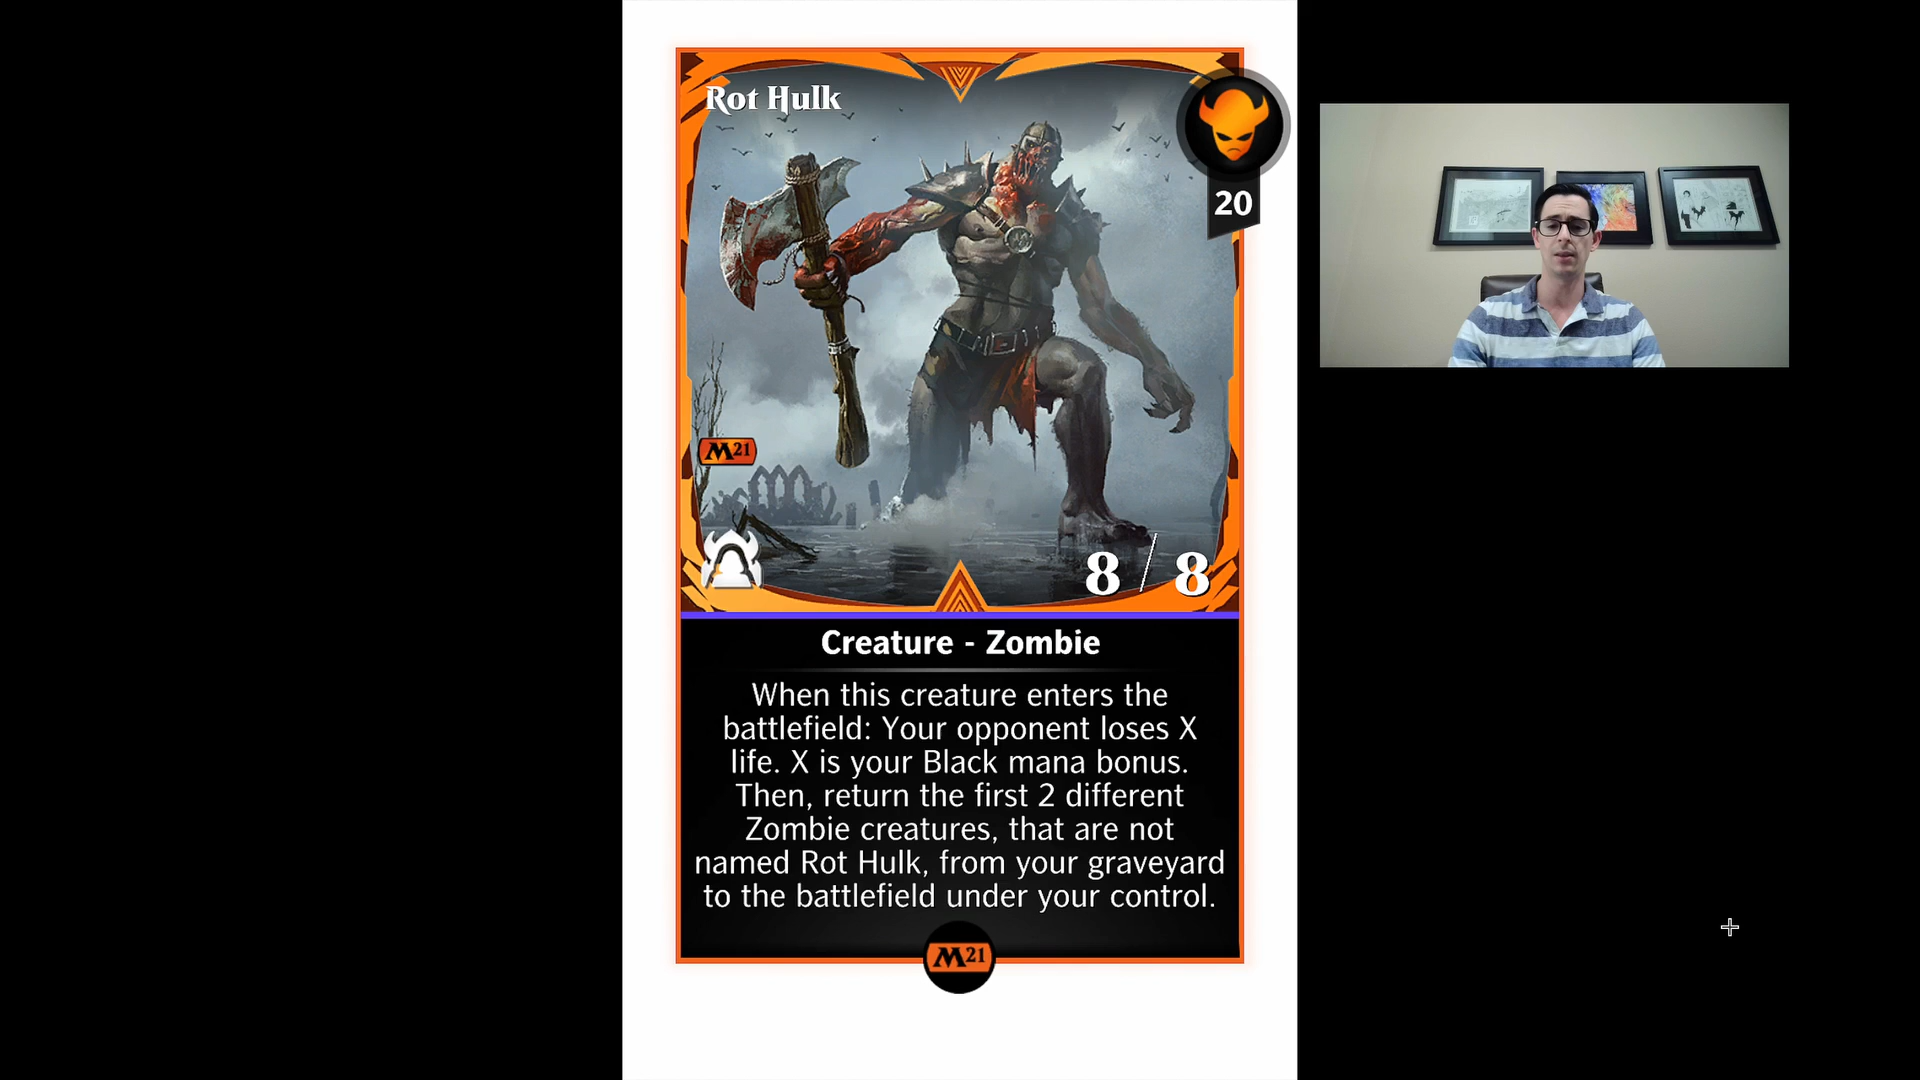 Rot Hulk
20
M21
8 / 8
Creature - Zombie
When this creature enters the
battlefield: Your opponent loses X
life. X is your Black mana bonus.
Then, return the first 2 different
Zombie creatures, that are not
named Rot Hulk, from your graveyard
to the battlefield under your control.
M21